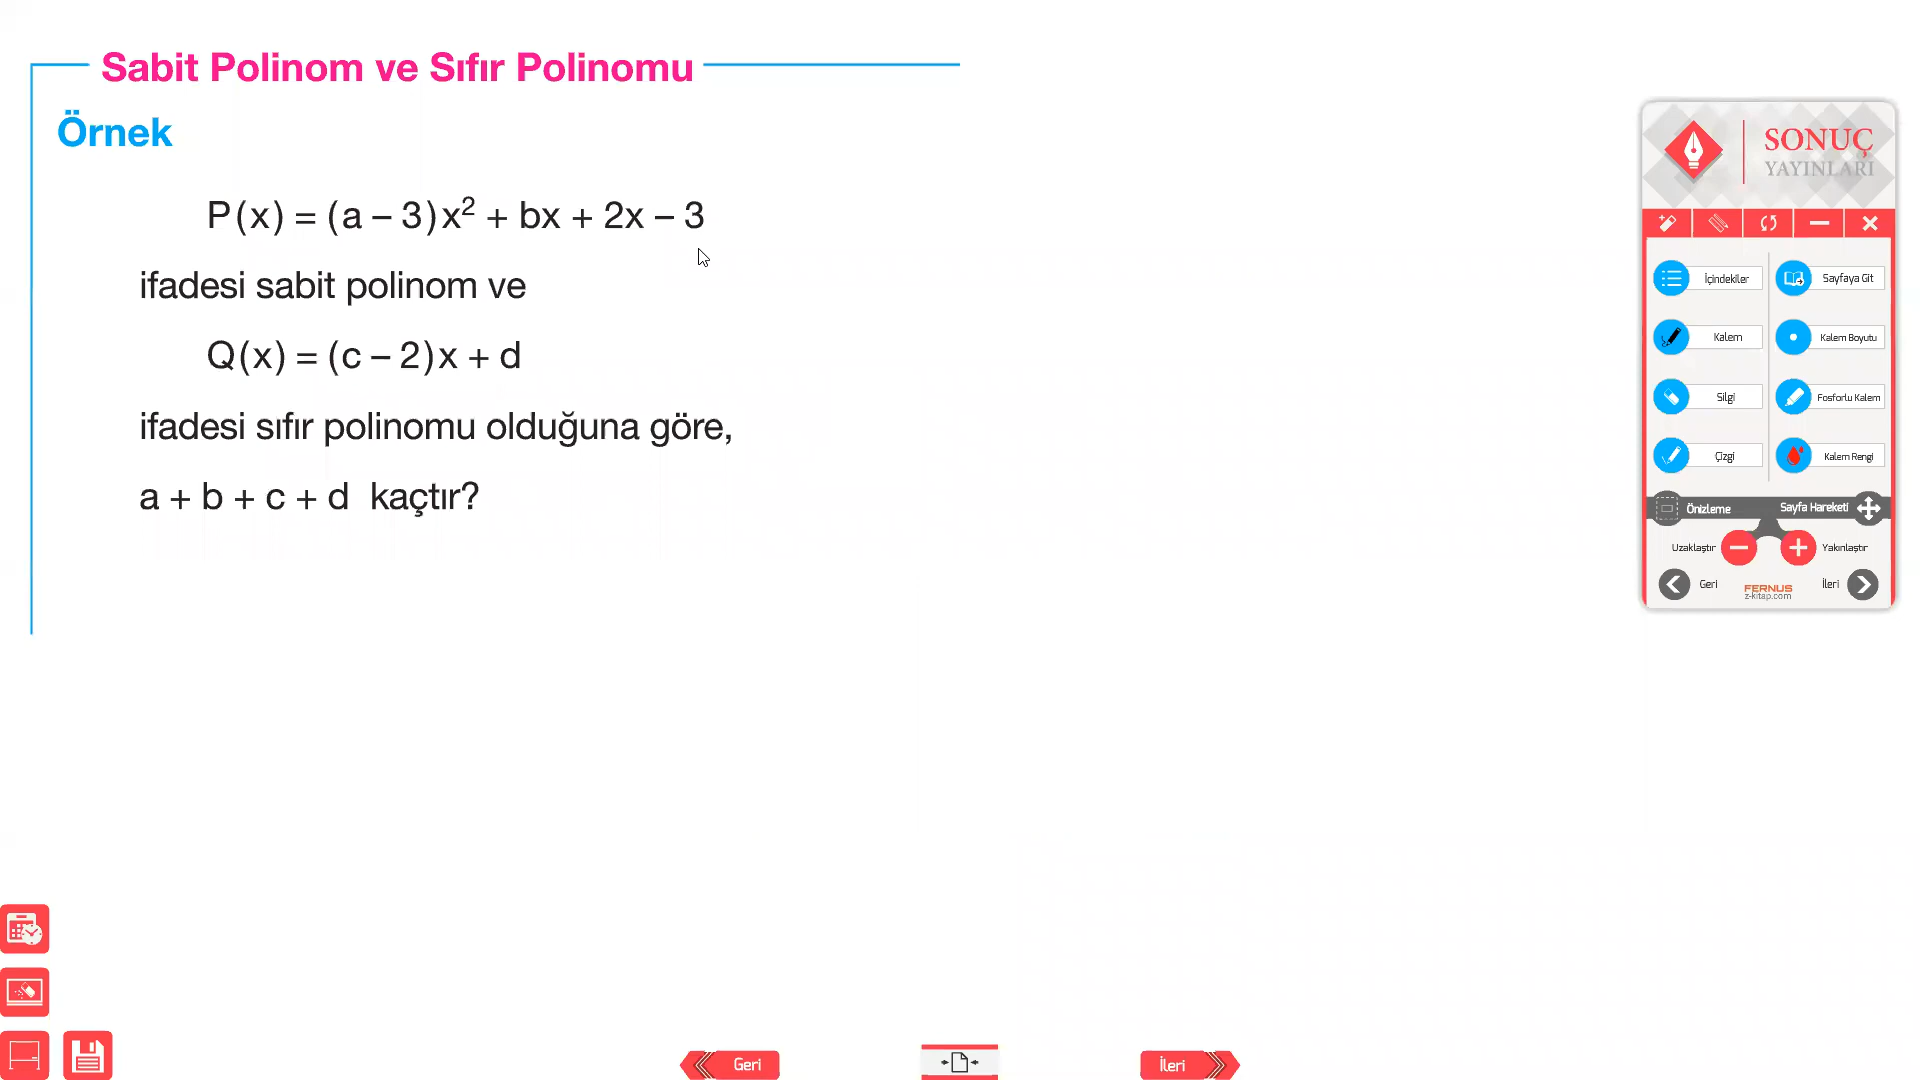 Sabit Polinom ve Sıfır Polinomu
Örnek
P(x) = (a – 3)x² + bx + 2x – 3
ifadesi sabit polinom ve
Q(x) = (c – 2)x + d
ifadesi sıfır polinomu olduğuna göre,
a + b + c + d kaçtır?
SONUÇ
YAYINLARI
İçindekiler
Sayfaya Git
Kalem
Kalem Boyutu
Silgi
Fosforlu Kalem
Çizgi
Kalem Rengi
Önizleme
Sayfa Hareketi
Uzaklaştır
Yakınlaştır
Geri
FERNUS
z-kitap.com
İleri
Geri
İleri